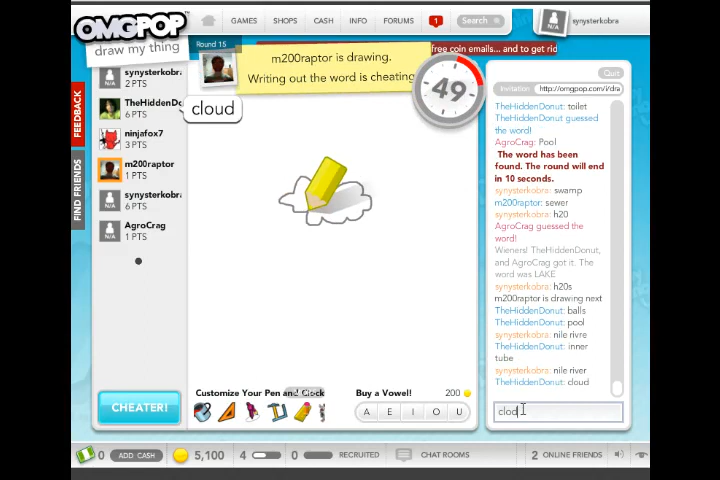 OMGPOP
draw my thing
GAMES
SHOPS
CASH
INFO
FORUMS
1
Search
N/A
synysterkobra
Round 15
free coin emails... and to get rid
m200raptor is drawing.
Writing out the word is cheating
49
Quit
Invitation
http://omgpop.com/i/dra
FEEDBACK
FIND FRIENDS
N/A
synysterkobra
2 PTS
TheHiddenDo
6 PTS
cloud
ninjafox7
3 PTS
m200raptor
1 PTS
N/A
synysterkobra
6 PTS
N/A
AgroCrag
1 PTS
TheHiddenDonut: toilet
TheHiddenDonut guessed
the word!
AgroCrag: Pool
The word has been
found. The round will end
in 10 seconds.
synysterkobra: swamp
m200raptor: sewer
synysterkobra: h20
AgroCrag guessed the
word!
Wieners! TheHiddenDonut,
and AgroCrag got it. The
word was LAKE
synysterkobra: h20s
m200raptor is drawing next
TheHiddenDonut: balls
TheHiddenDonut: pool
synysterkobra: nile rivre
TheHiddenDonut: inner
tube
synysterkobra: nile river
TheHiddenDonut: cloud
clod
CHEATER!
Customize Your Pen and Clock
Buy a Vowel!
200
A E I O U
0
ADD CASH
5,100
4
0
RECRUITED
CHAT ROOMS
2 ONLINE FRIENDS